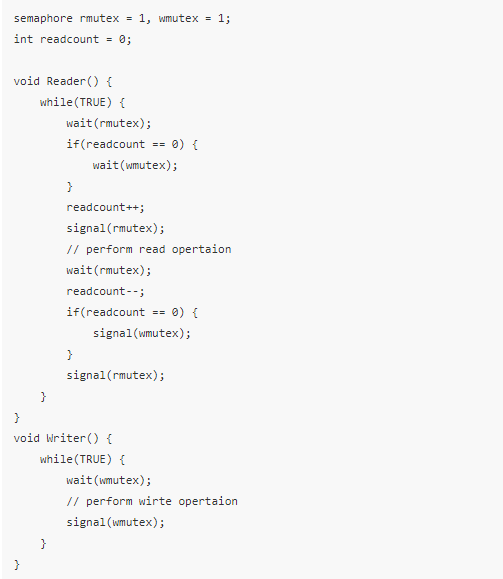 semaphore rmutex = 1, wmutex = 1;
int readcount = 0;

void Reader() {
    while(TRUE) {
        wait(rmutex);
        if(readcount == 0) {
            wait(wmutex);
        }
        readcount++;
        signal(rmutex);
        // perform read opertaion
        wait(rmutex);
        readcount--;
        if(readcount == 0) {
            signal(wmutex);
        }
        signal(rmutex);
    }
}
void Writer() {
    while(TRUE) {
        wait(wmutex);
        // perform wirte opertaion
        signal(wmutex);
    }
}